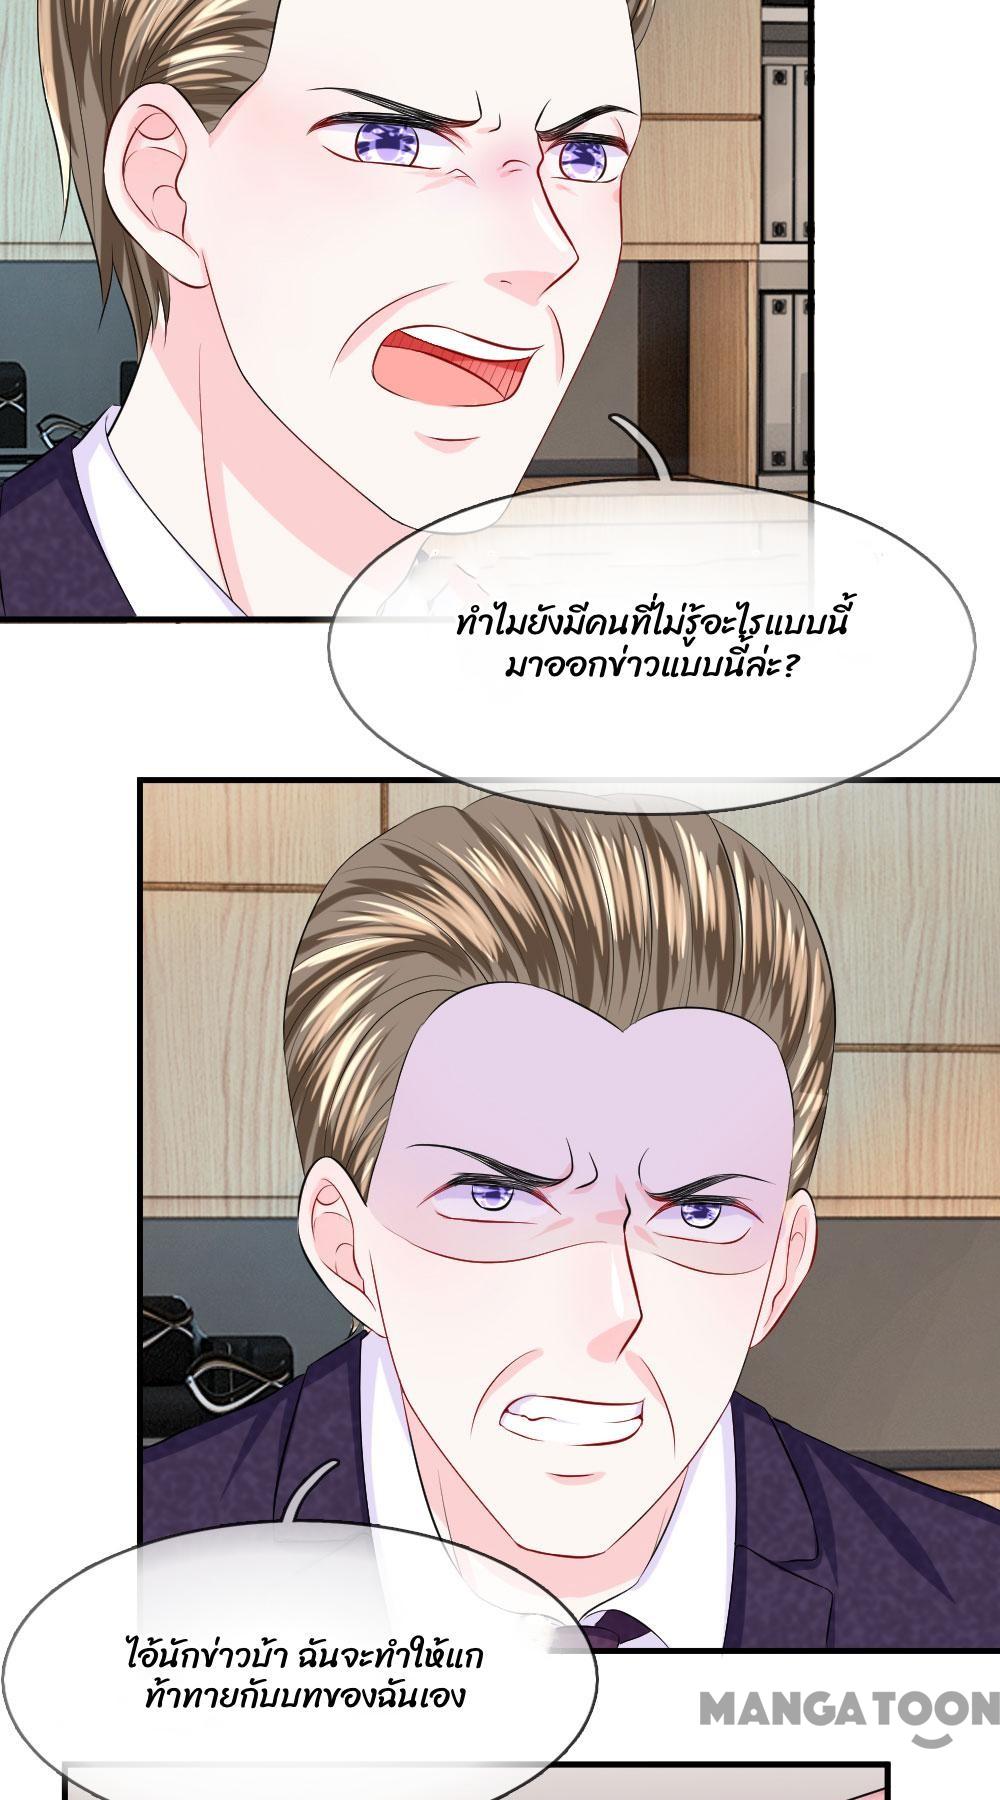 ทำไมยังมีคนที่ไม่รู้อะไรแบบนี้
มาออกข่าวแบบนี้ล่ะ?
ไอ้นักข่าวบ้า ฉันจะทำให้แก
ท้าทายกับบทของฉันเอง
MANGATOON